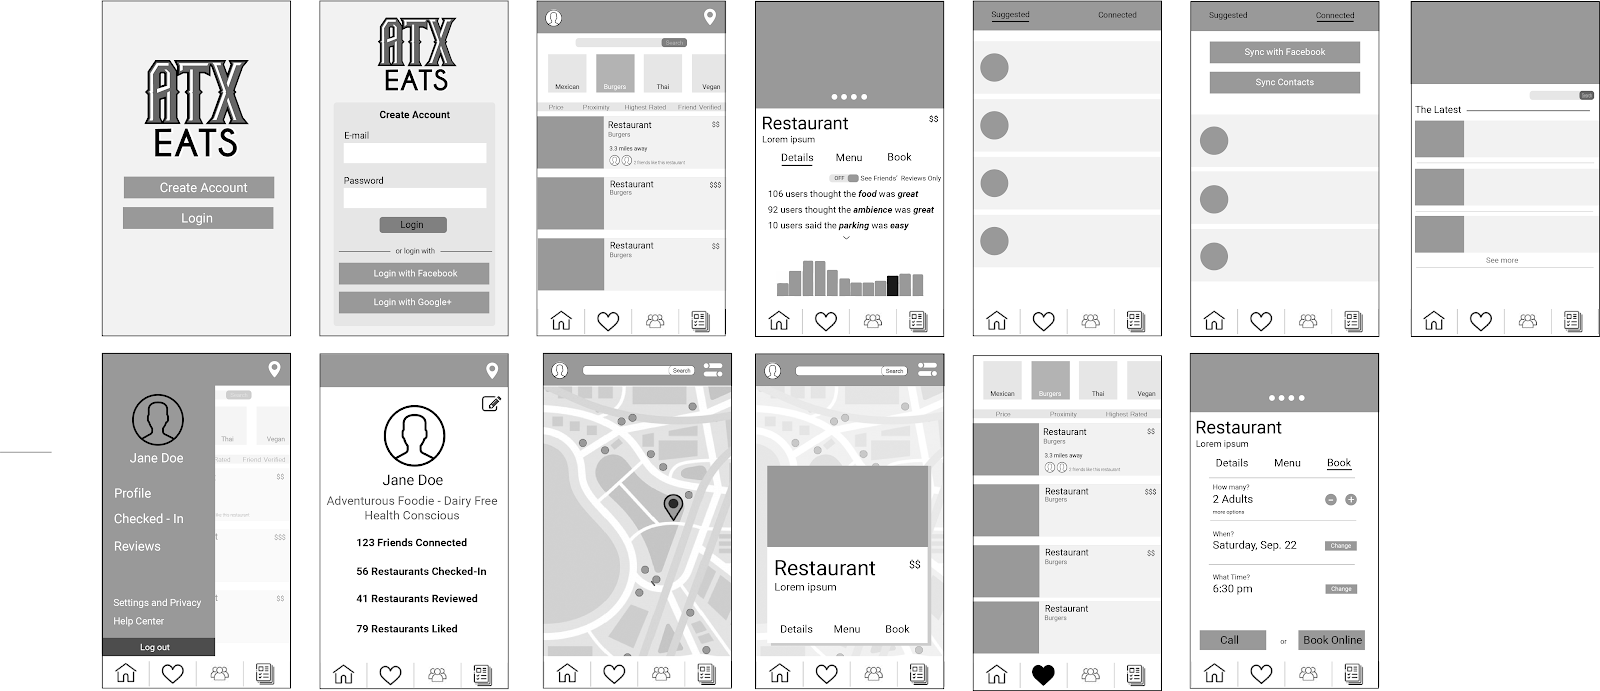 ATX
EATS
Create Account
Login
ATX
EATS
Create Account
E-mail
Password
Login
or login with
Login with Facebook
Login with Google+
Search
Mexican
Burgers
Thai
Vegan
Price
Proximity
Highest Rated
Friend Verified
Restaurant
$$
Burgers
3.3 miles away
2 friends like this restaurant
Restaurant
$$$
Burgers
Restaurant
$$
Burgers
Restaurant
$$
Lorem ipsum
Details
Menu
Book
OFF
See Friends' Reviews Only
106 users thought the food was great
92 users thought the ambience was great
10 users said the parking was easy
Suggested
Connected
Suggested
Connected
Sync with Facebook
Sync Contacts
The Latest
See more
Jane Doe
Profile
Checked - In
Reviews
Settings and Privacy
Help Center
Log out
Search
Thai
Vegan
Rated
Friend Verified
$$
this restaurant
t
$$$
t
$$
Jane Doe
Adventurous Foodie - Dairy Free
Health Conscious
123 Friends Connected
56 Restaurants Checked-In
41 Restaurants Reviewed
79 Restaurants Liked
Search
Search
Restaurant
$$
Lorem ipsum
Details
Menu
Book
Mexican
Burgers
Thai
Vegan
Price
Proximity
Highest Rated
Restaurant
$$
Burgers
3.3 miles away
2 friends like this restaurant
Restaurant
$$$
Burgers
Restaurant
$$
Burgers
Restaurant
Burgers
Restaurant
Lorem ipsum
Details
Menu
Book
How many?
2 Adults
more options
When?
Saturday, Sep. 22
Change
What Time?
6:30 pm
Change
Call
or
Book Online